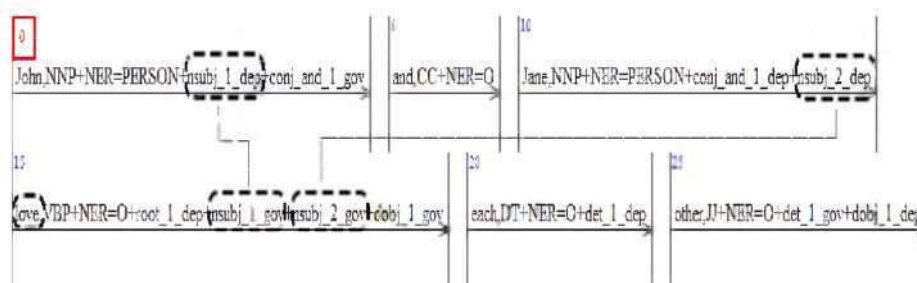 0 6 10
John,NNP+NER=PERSON+nsubj_1_dep+conj_and_1_gov and,CC+NER=O Jane,NNP+NER=PERSON+conj_and_1_dep+nsubj_2_dep
15 20 25
love,VBP+NER=O+root_1_dep+nsubj_1_gov+nsubj_2_gov+dobj_1_gov each,DT+NER=O+det_1_dep other,JJ+NER=O+det_1_gov+dobj_1_dep